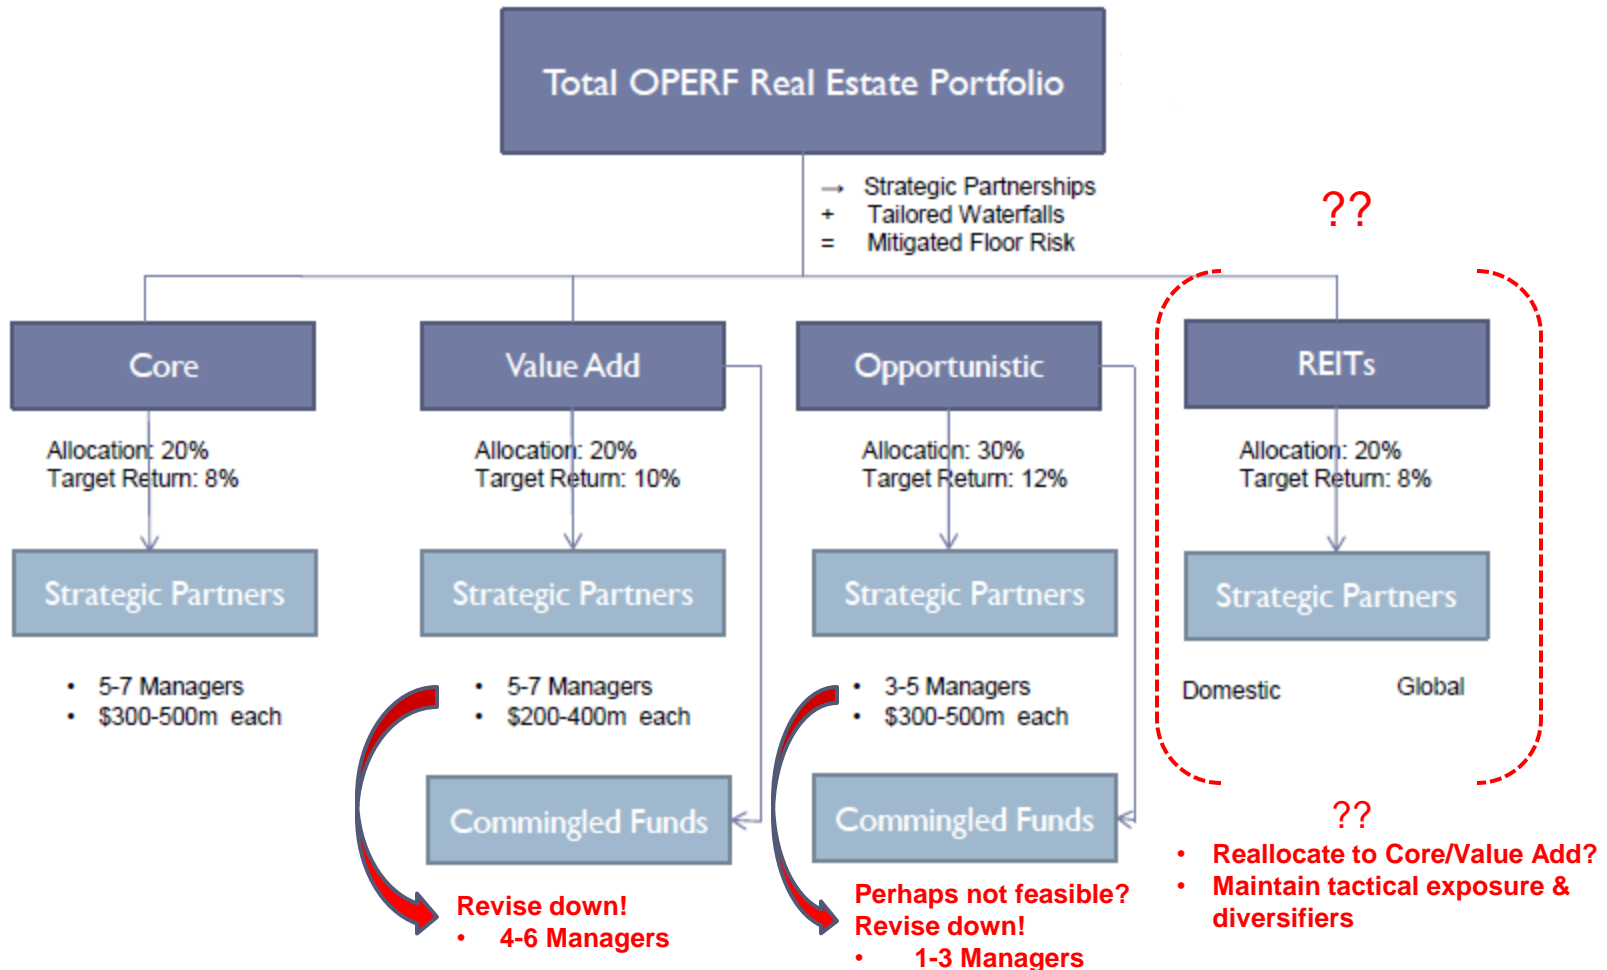 Total OPERF Real Estate Portfolio
→ Strategic Partnerships
+ Tailored Waterfalls
= Mitigated Floor Risk
??
Core
Value Add
Opportunistic
REITs
Allocation: 20%
Target Return: 8%
Allocation: 20%
Target Return: 10%
Allocation: 30%
Target Return: 12%
Allocation: 20%
Target Return: 8%
Strategic Partners
Strategic Partners
Strategic Partners
Strategic Partners
• 5-7 Managers
• $300-500m each
• 5-7 Managers
• $200-400m each
• 3-5 Managers
• $300-500m each
Domestic
Global
Commingled Funds
Commingled Funds
Revise down!
• 4-6 Managers
Perhaps not feasible?
Revise down!
• 1-3 Managers
??
• Reallocate to Core/Value Add?
• Maintain tactical exposure &
diversifiers